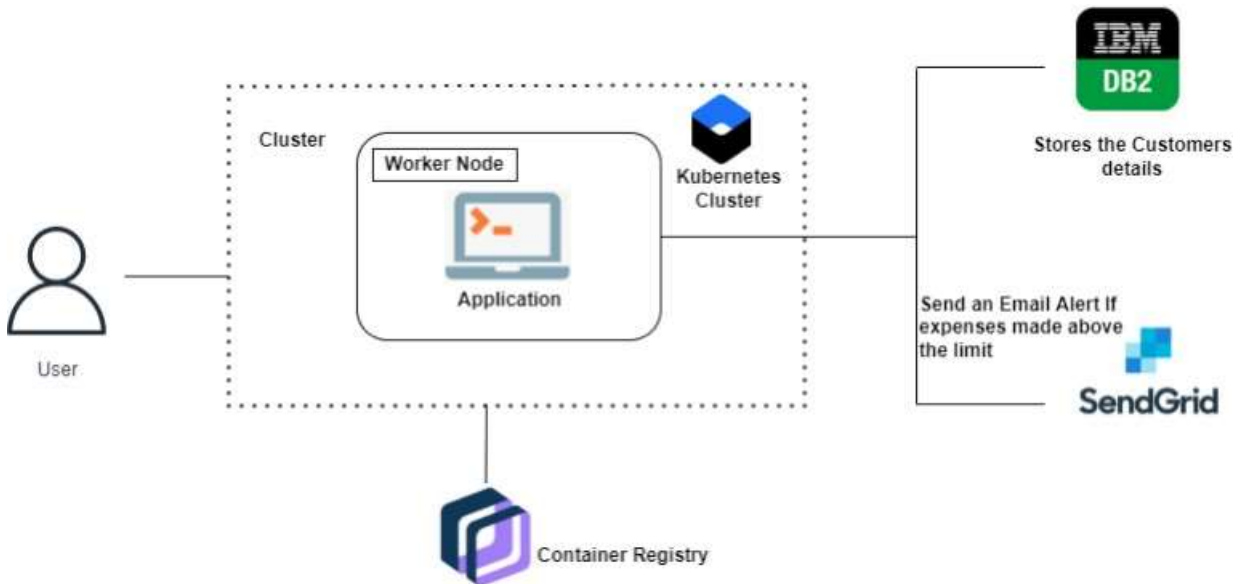 IBM
DB2
Stores the Customers
details
Cluster
Worker Node
Kubernetes
Cluster
Application
User
Send an Email Alert If
expenses made above
the limit
SendGrid
Container Registry